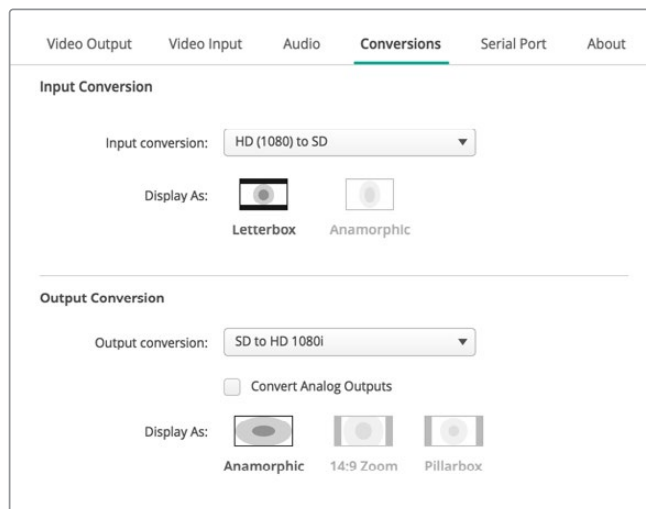 Video Output Video Input Audio Conversions Serial Port About
Input Conversion
Input conversion: HD (1080) to SD
Display As:
Letterbox Anamorphic
Output Conversion
Output conversion: SD to HD 1080i
Convert Analog Outputs
Display As:
Anamorphic 14:9 Zoom Pillarbox